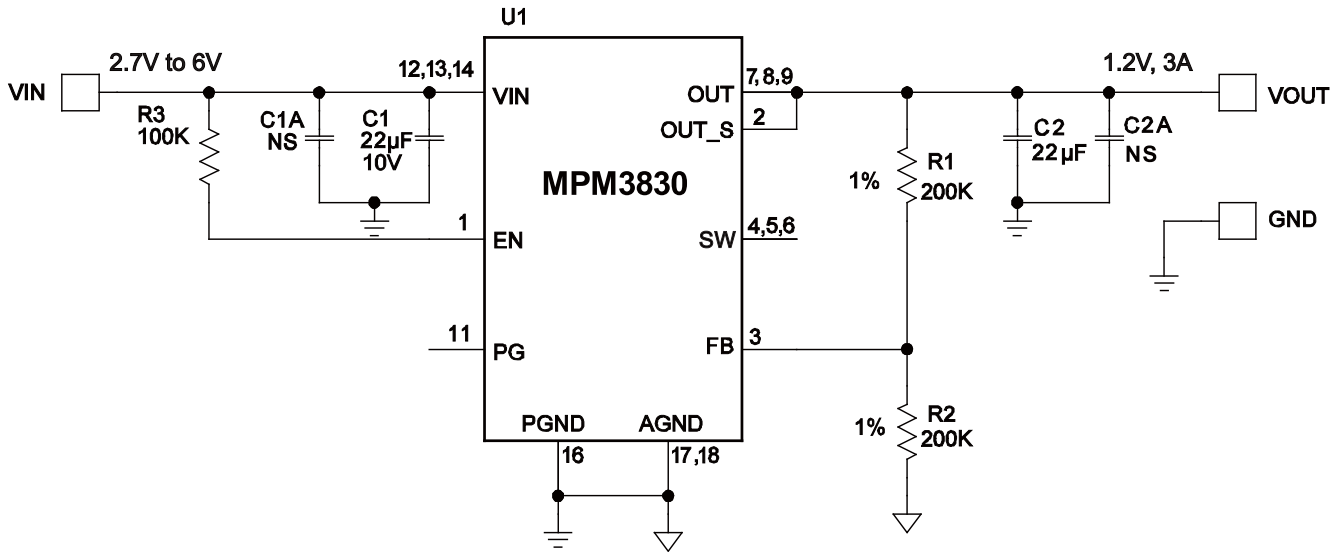 U1
2.7V to 6V
12,13,14
7,8,9
1.2V, 3A
VIN
VIN
OUT
VOUT
R3
100K
C1A
NS
C1
22µF
10V
OUT_S
2
C2
22µF
C2A
NS
MPM3830
1%
R1
200K
1
EN
SW
4,5,6
GND
11
PG
FB
3
PGND
AGND
1%
R2
200K
16
17,18